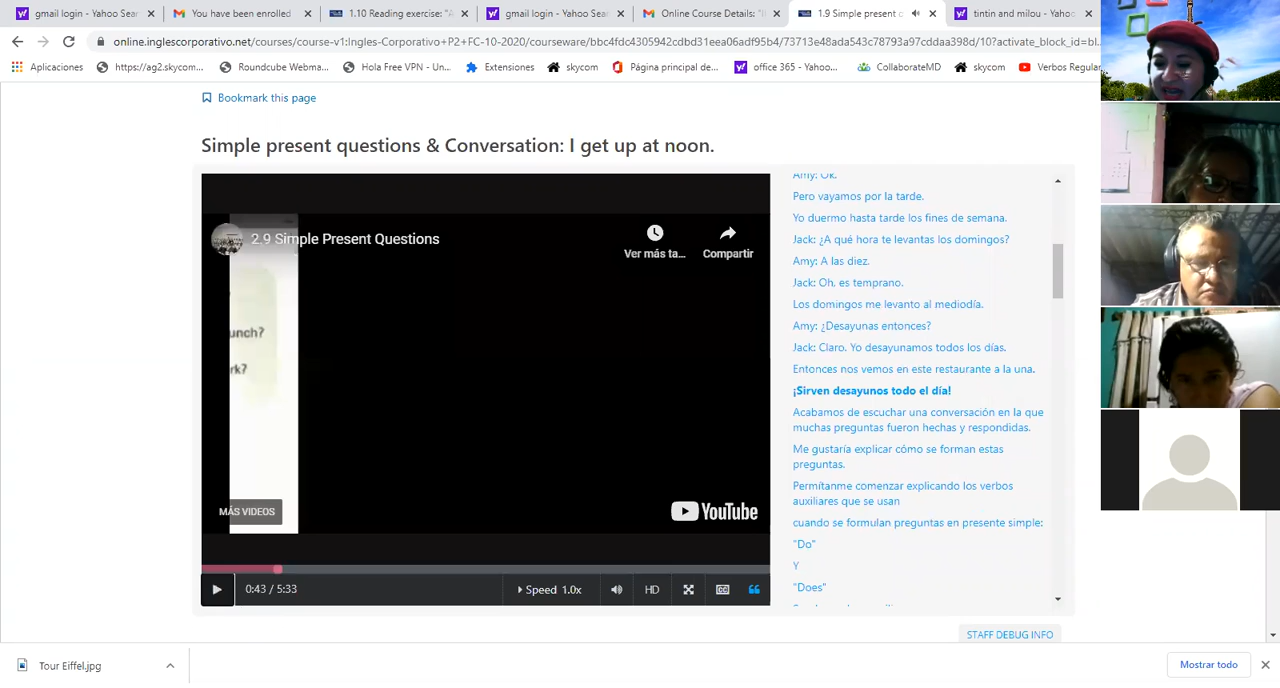 gmail login - Yahoo Sear
You have been enrolled
1.10 Reading exercise: "A
gmail login - Yahoo Sear
Online Course Details: "I
1.9 Simple present
tintin and milou - Yahoo
online.inglescorporativo.net/courses/course-v1:Ingles-Corporativo+P2+FC-10-2020/courseware/bbc4fdc4305942cdbd31eea06adf95b4/73713e48ada543c78793a97cddaa398d/10?activate_block_id=bl...
Aplicaciones
https://ag2.skycom...
Roundcube Webma...
Hola Free VPN - Un...
Extensiones
skycom
Página principal de...
office 365 - Yahoo...
CollaborateMD
skycom
Verbos Regular
Bookmark this page
Simple present questions & Conversation: I get up at noon.
2.9 Simple Present Questions
Ver más ta...
Compartir
unch?
rk?
MÁS VIDEOS
YouTube
0:43 / 5:33
Speed 1.0x
HD
Amy: Ok.
Pero vayamos por la tarde.
Yo duermo hasta tarde los fines de semana.
Jack: ¿A qué hora te levantas los domingos?
Amy: A las diez.
Jack: Oh, es temprano.
Los domingos me levanto al mediodía.
Amy: ¿Desayunas entonces?
Jack: Claro. Yo desayunamos todos los días.
Entonces nos vemos en este restaurante a la una.
¡Sirven desayunos todo el día!
Acabamos de escuchar una conversación en la que
muchas preguntas fueron hechas y respondidas.
Me gustaría explicar cómo se forman estas
preguntas.
Permítanme comenzar explicando los verbos
auxiliares que se usan
cuando se formulan preguntas en presente simple:
"Do"
Y
"Does"
STAFF DEBUG INFO
Tour Eiffel.jpg
Mostrar todo